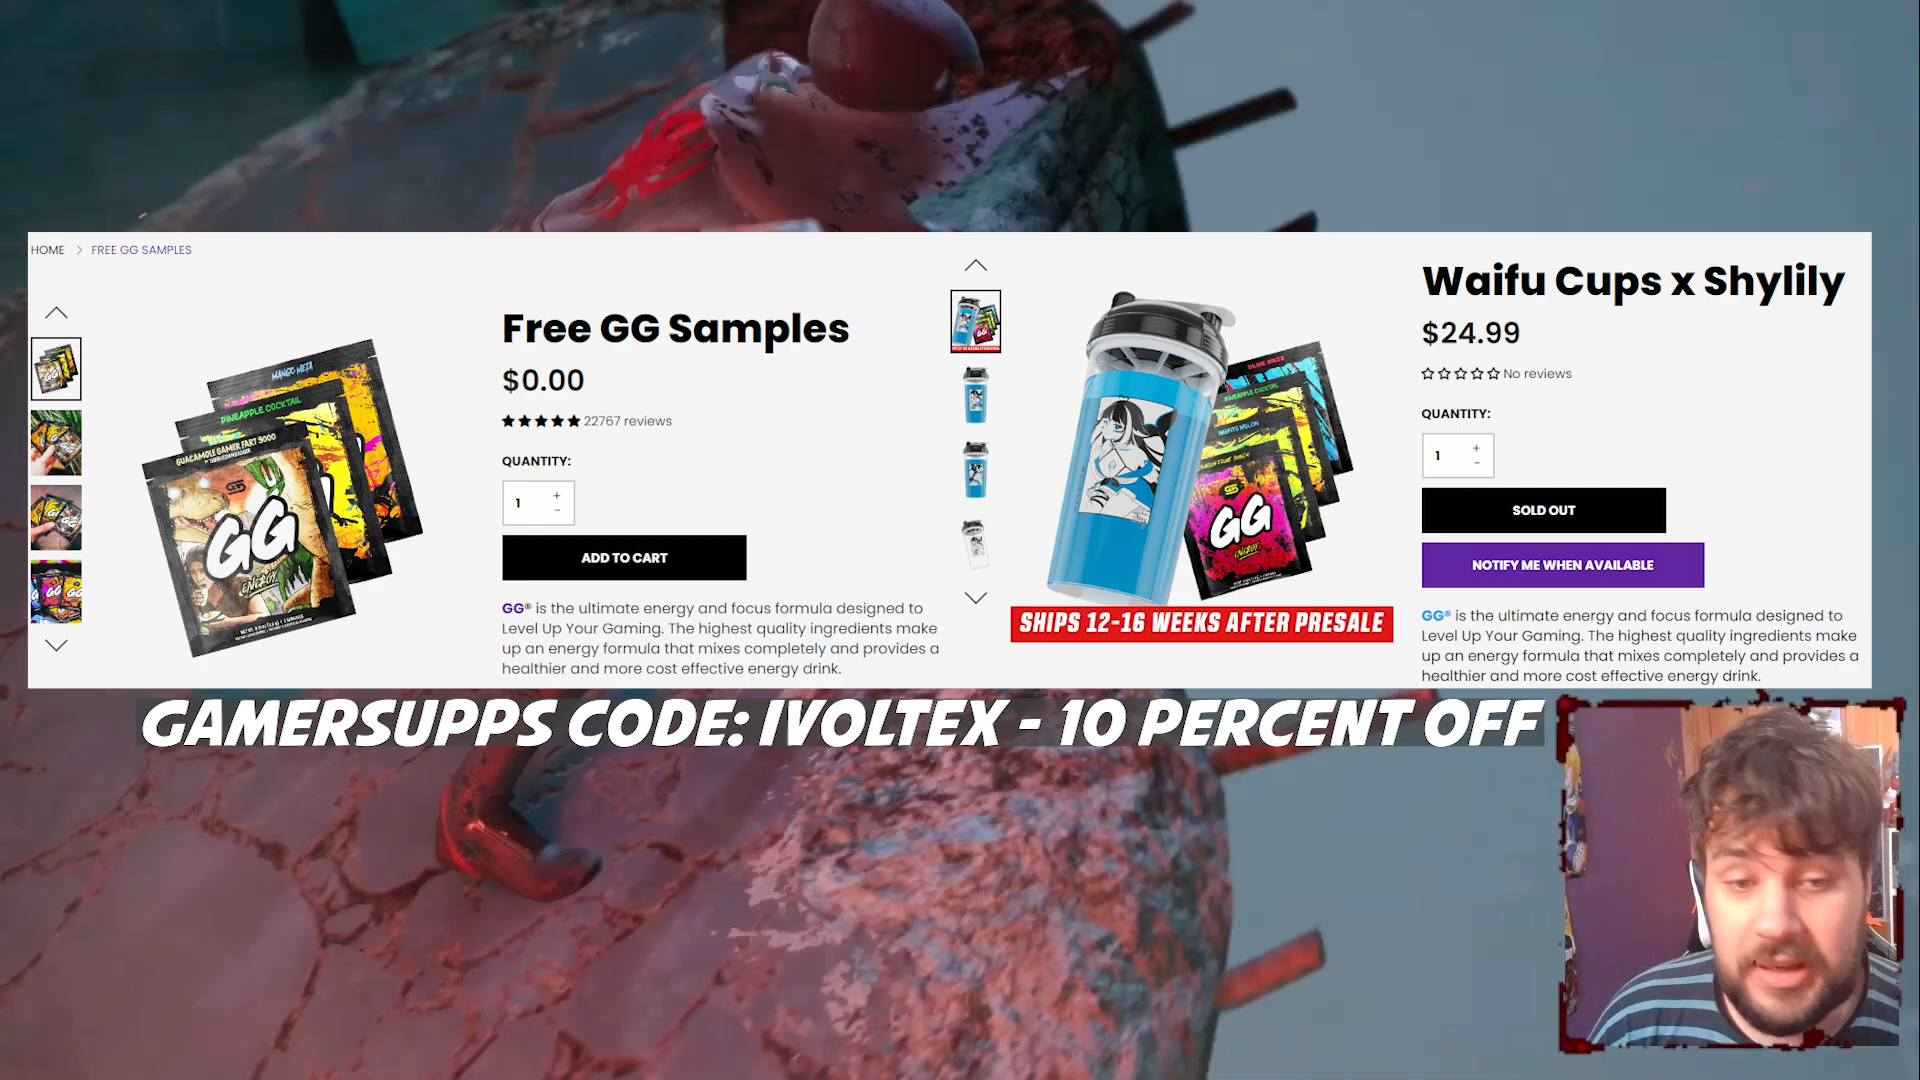 HOME > FREE GG SAMPLES
MANGO META
PINEAPPLE COCKTAIL
GUACAMOLE GAMER FART 9000
GG
ENERGY
Free GG Samples
$0.00
22767 reviews
QUANTITY:
1 + -
ADD TO CART
GG® is the ultimate energy and focus formula designed to
Level Up Your Gaming. The highest quality ingredients make
up an energy formula that mixes completely and provides a
healthier and more cost effective energy drink.
PINEAPPLE COCKTAIL
MELON
GG
ENERGY
SHIPS 12-16 WEEKS AFTER PRESALE
Waifu Cups x Shylily
$24.99
No reviews
QUANTITY:
1 + -
SOLD OUT
NOTIFY ME WHEN AVAILABLE
GG® is the ultimate energy and focus formula designed to
Level Up Your Gaming. The highest quality ingredients make
up an energy formula that mixes completely and provides a
healthier and more cost effective energy drink.
GAMERSUPPS CODE: IVOLTEX - 10 PERCENT OFF